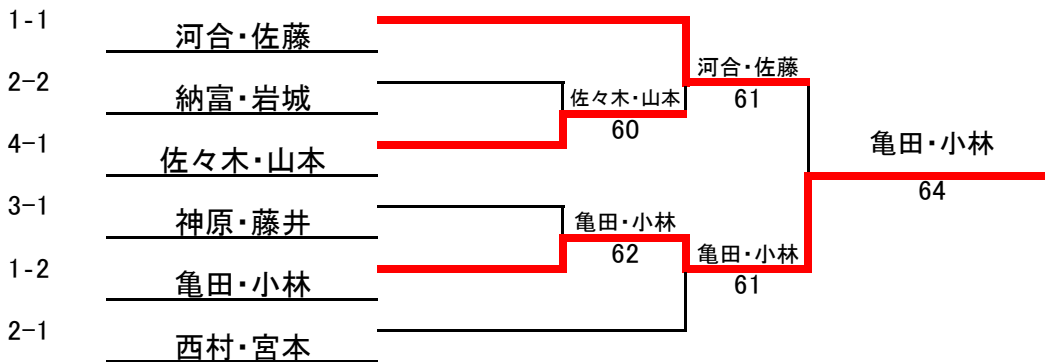 1-1
河合・佐藤
河合・佐藤
2-2
納富・岩城
佐々木・山本
61
60
4-1
佐々木・山本
亀田・小林
64
3-1
神原・藤井
亀田・小林
62
亀田・小林
1-2
亀田・小林
61
2-1
西村・宮本